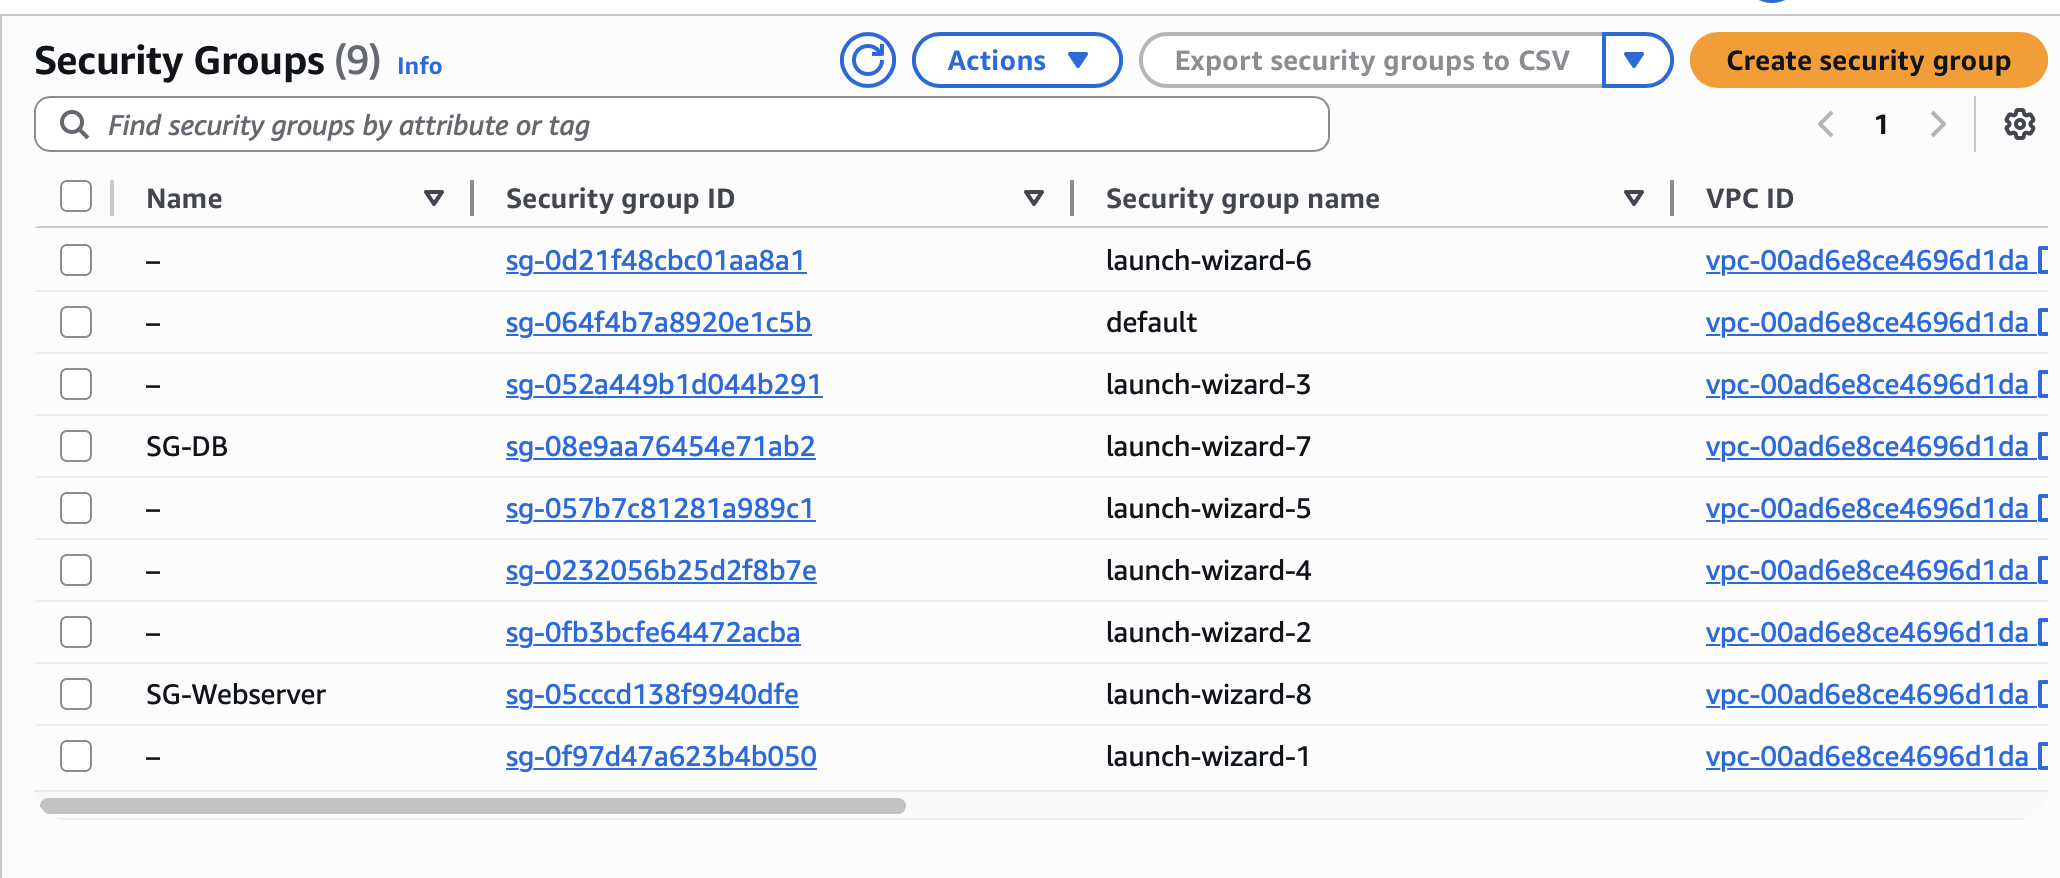 Security Groups (9) Info Actions Export security groups to CSV Create security group
Find security groups by attribute or tag 1
Name Security group ID Security group name VPC ID
– sg-0d21f48cbc01aa8a1 launch-wizard-6 vpc-00ad6e8ce4696d1da
– sg-064f4b7a8920e1c5b default vpc-00ad6e8ce4696d1da
– sg-052a449b1d044b291 launch-wizard-3 vpc-00ad6e8ce4696d1da
SG-DB sg-08e9aa76454e71ab2 launch-wizard-7 vpc-00ad6e8ce4696d1da
– sg-057b7c81281a989c1 launch-wizard-5 vpc-00ad6e8ce4696d1da
– sg-0232056b25d2f8b7e launch-wizard-4 vpc-00ad6e8ce4696d1da
– sg-0fb3bcfe64472acba launch-wizard-2 vpc-00ad6e8ce4696d1da
SG-Webserver sg-05cccd138f9940dfe launch-wizard-8 vpc-00ad6e8ce4696d1da
– sg-0f97d47a623b4b050 launch-wizard-1 vpc-00ad6e8ce4696d1da